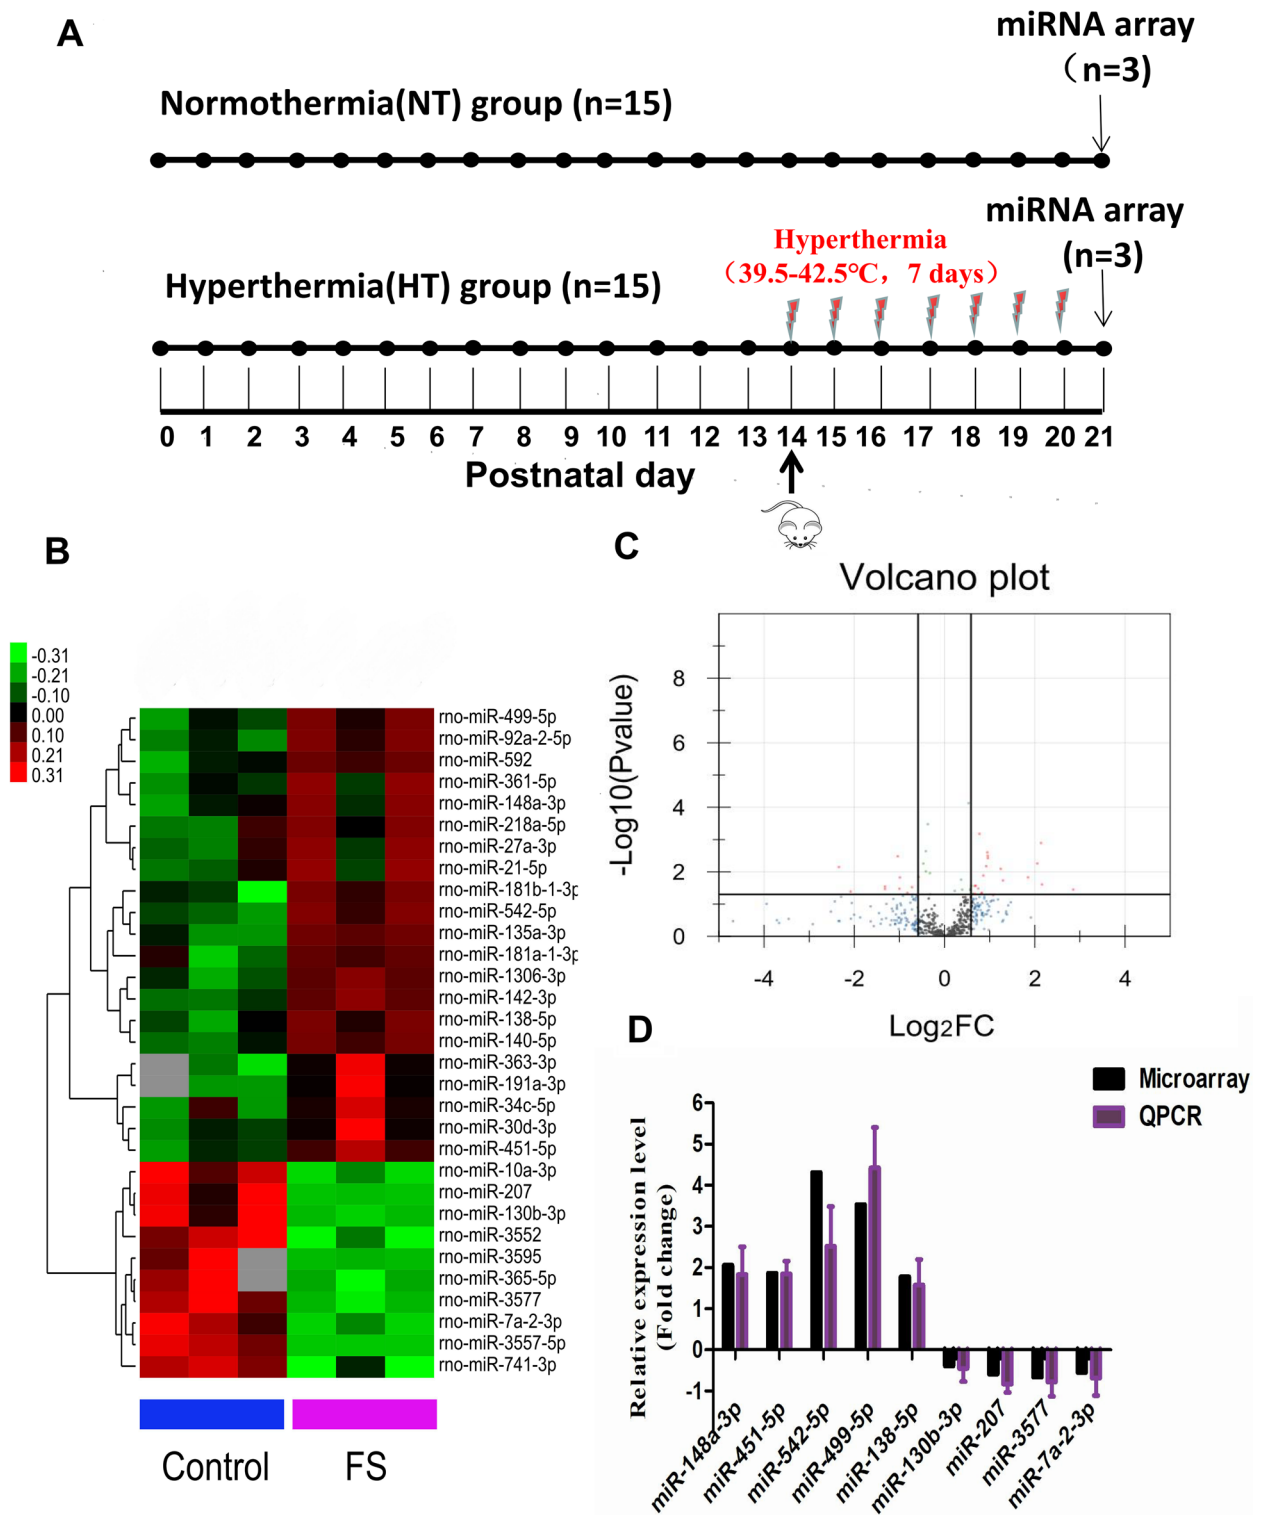 A
miRNA array
（n=3)
Normothermia(NT) group (n=15)
miRNA array
(n=3)
Hyperthermia
（39.5-42.5℃，7 days）
Hyperthermia(HT) group (n=15)
0 1 2 3 4 5 6 7 8 9 10 11 12 13 14 15 16 17 18 19 20 21
Postnatal day
B
-0.31
-0.21
-0.10
0.00
0.10
0.21
0.31
rno-miR-499-5p
rno-miR-92a-2-5p
rno-miR-592
rno-miR-361-5p
rno-miR-148a-3p
rno-miR-218a-5p
rno-miR-27a-3p
rno-miR-21-5p
rno-miR-181b-1-3p
rno-miR-542-5p
rno-miR-135a-3p
rno-miR-181a-1-3p
rno-miR-1306-3p
rno-miR-142-3p
rno-miR-138-5p
rno-miR-140-5p
rno-miR-363-3p
rno-miR-191a-3p
rno-miR-34c-5p
rno-miR-30d-3p
rno-miR-451-5p
rno-miR-10a-3p
rno-miR-207
rno-miR-130b-3p
rno-miR-3552
rno-miR-3595
rno-miR-365-5p
rno-miR-3577
rno-miR-7a-2-3p
rno-miR-3557-5p
rno-miR-741-3p
Control FS
C
Volcano plot
-Log10(Pvalue)
8
6
4
2
0
-4 -2 0 2 4
Log2FC
D
Microarray
QPCR
Relative expression level
(Fold change)
6
5
4
3
2
1
0
-1
miR-148a-3p
miR-451-5p
miR-542-5p
miR-499-5p
miR-138-5p
miR-130b-3p
miR-207
miR-3577
miR-7a-2-3p